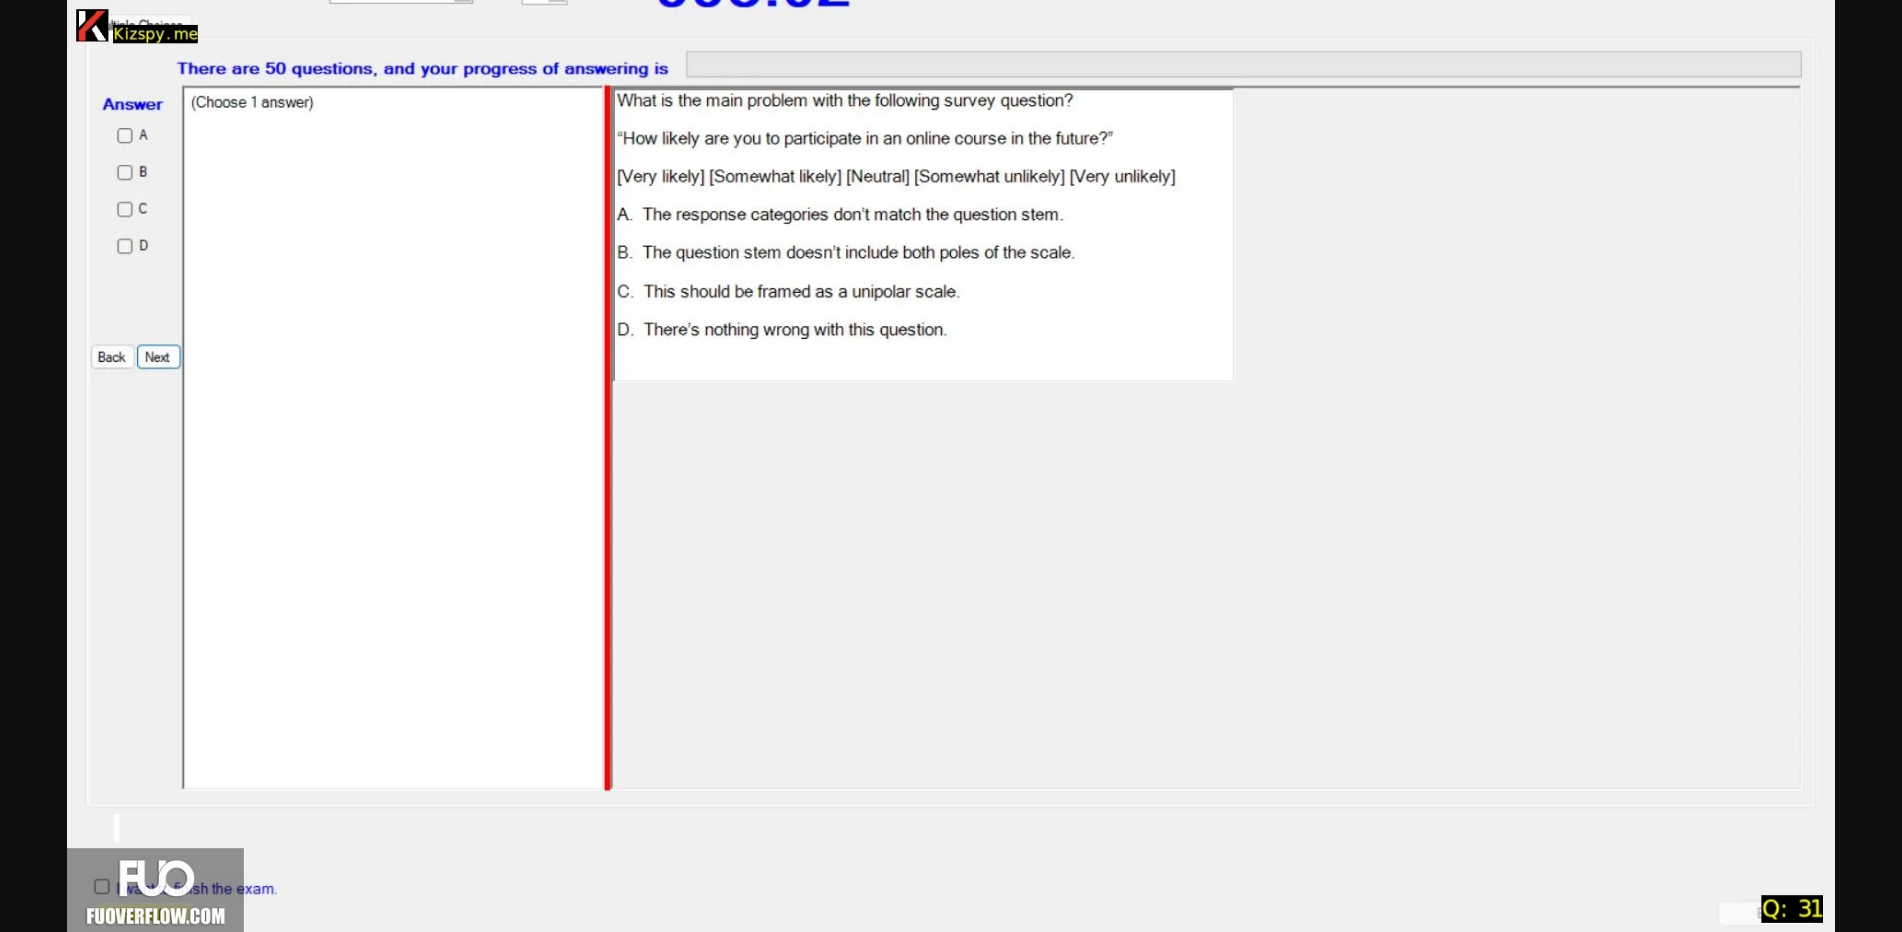 Kizspy.me
There are 50 questions, and your progress of answering is
Answer
(Choose 1 answer)
A
B
C
D
Back Next
What is the main problem with the following survey question?
“How likely are you to participate in an online course in the future?”
[Very likely] [Somewhat likely] [Neutral] [Somewhat unlikely] [Very unlikely]
A. The response categories don’t match the question stem.
B. The question stem doesn’t include both poles of the scale.
C. This should be framed as a unipolar scale.
D. There’s nothing wrong with this question.
the exam.
FUO
FUOVERFLOW.COM
Q: 31